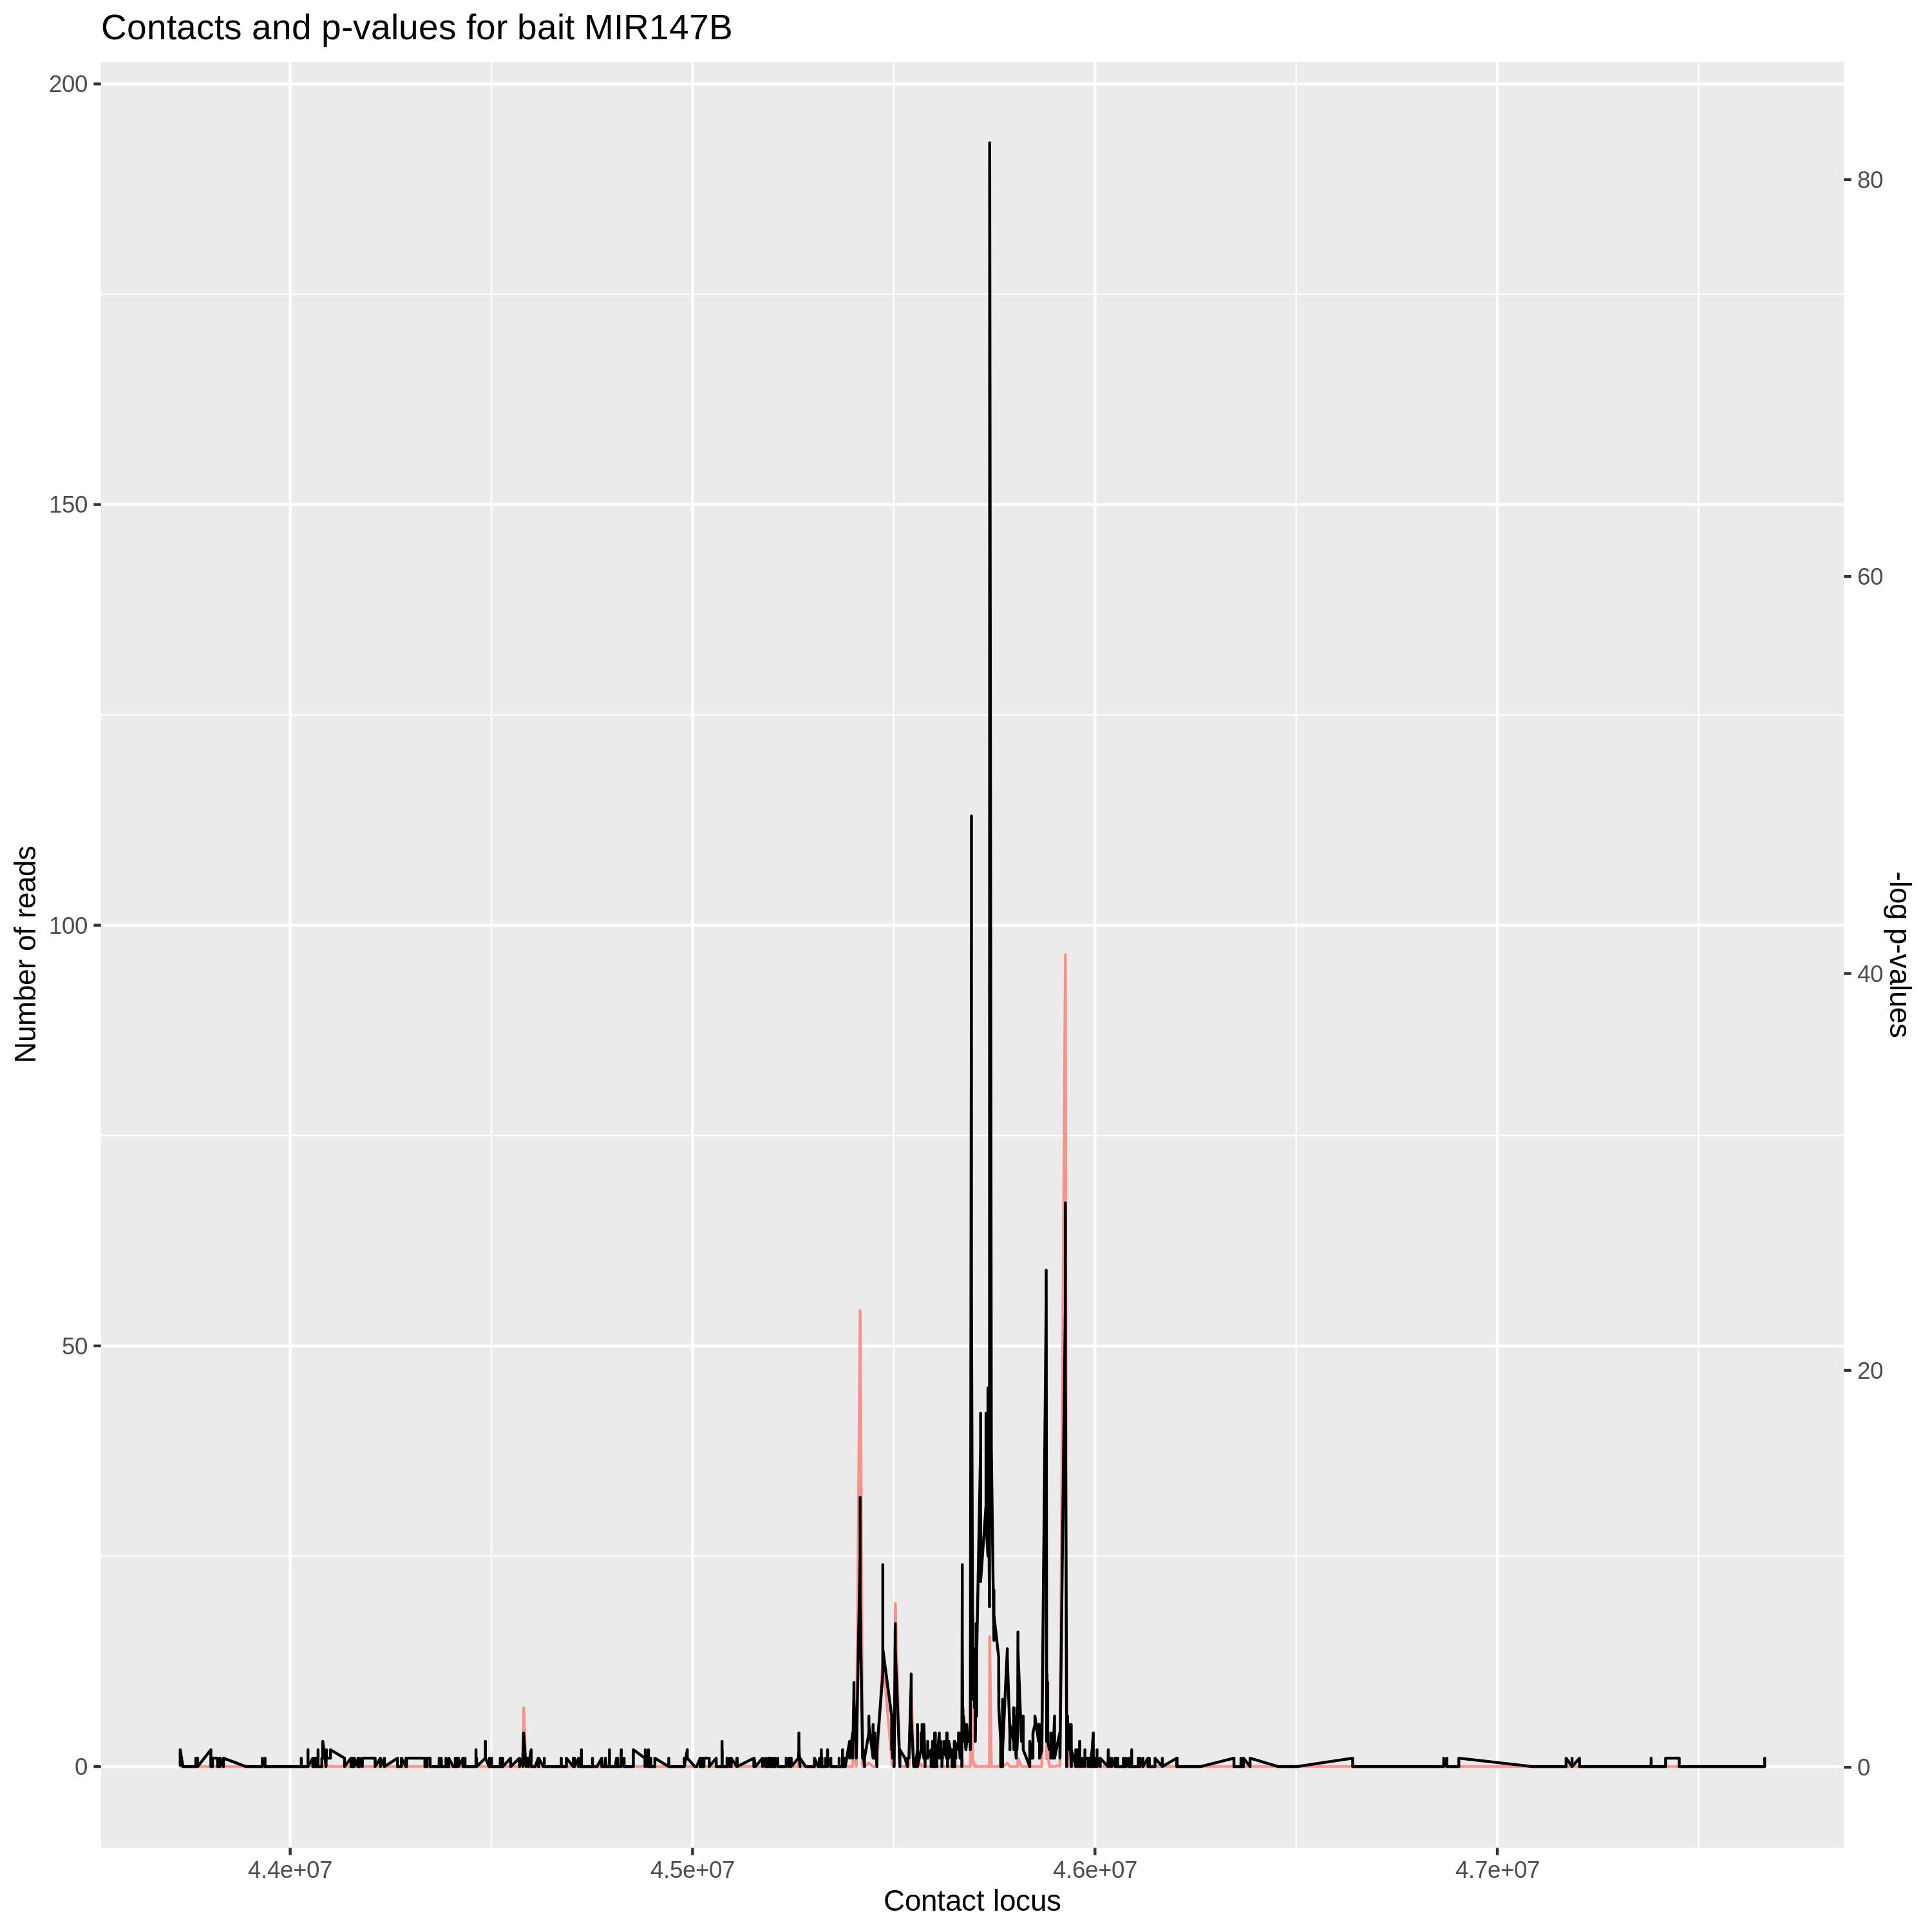 Contacts and p-values for bait MIR147B
200
150
100
50
0
80
60
40
20
0
Number of reads
-log p-values
4.4e+07
4.5e+07
4.6e+07
4.7e+07
Contact locus